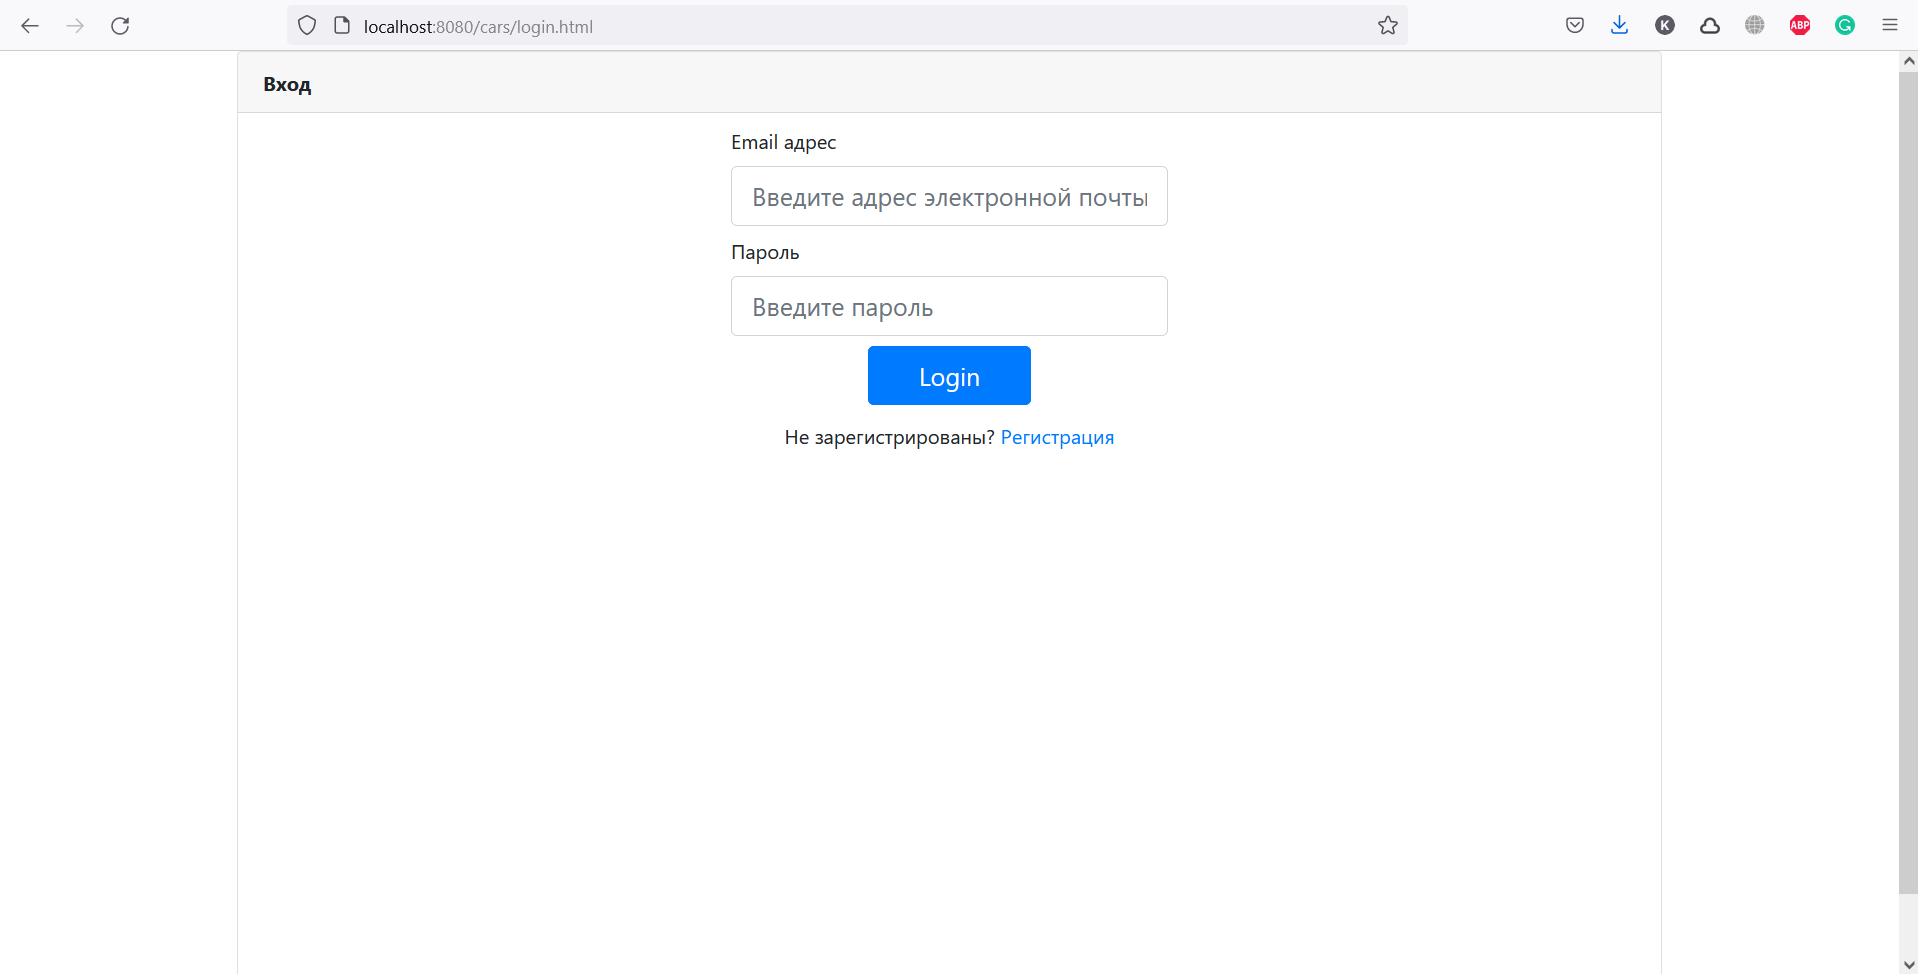 localhost:8080/cars/login.html
K
ABP
G
Вход
Email адрес
Введите адрес электронной почты
Пароль
Введите пароль
Login
Не зарегистрированы? Регистрация